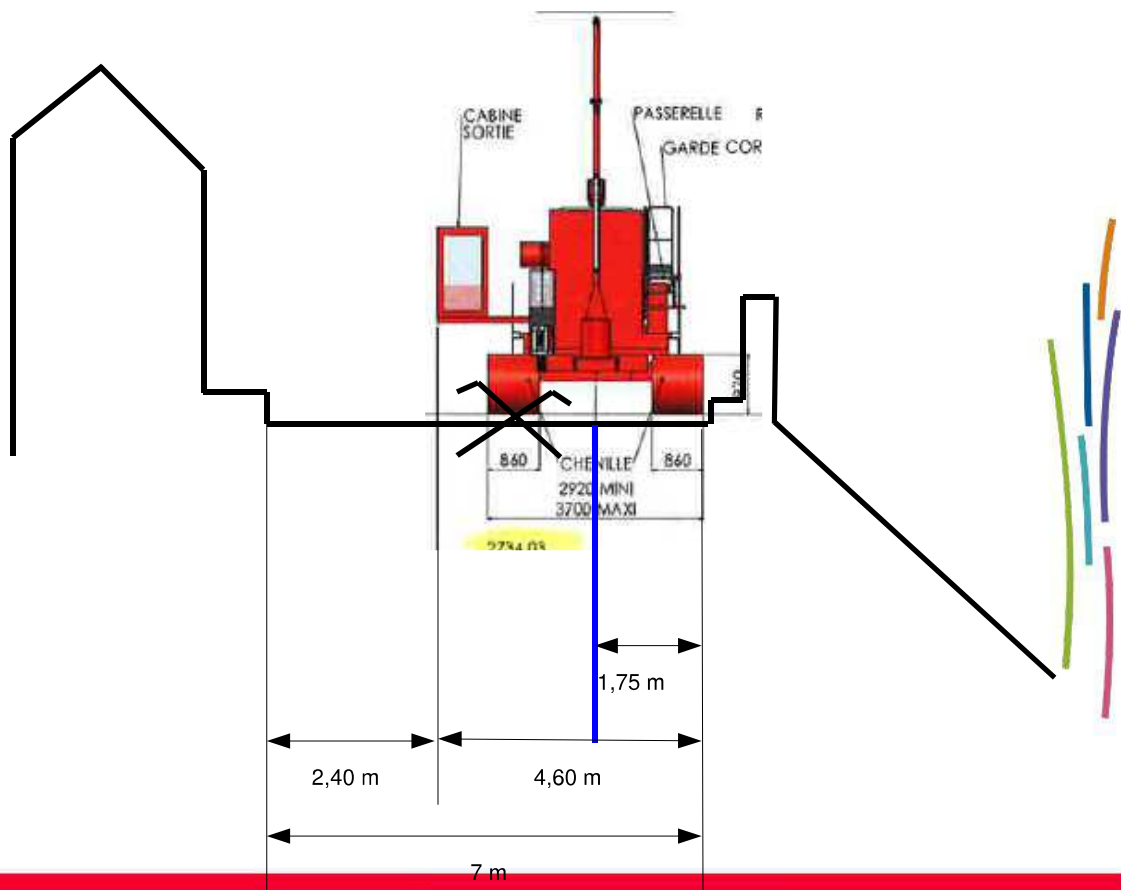 CABINE
SORTIE
PASSERELLE
GARDE COR
860
CHENILLE
860
2920 MINI
3700 MAXI
1,75 m
2,40 m
4,60 m
7 m